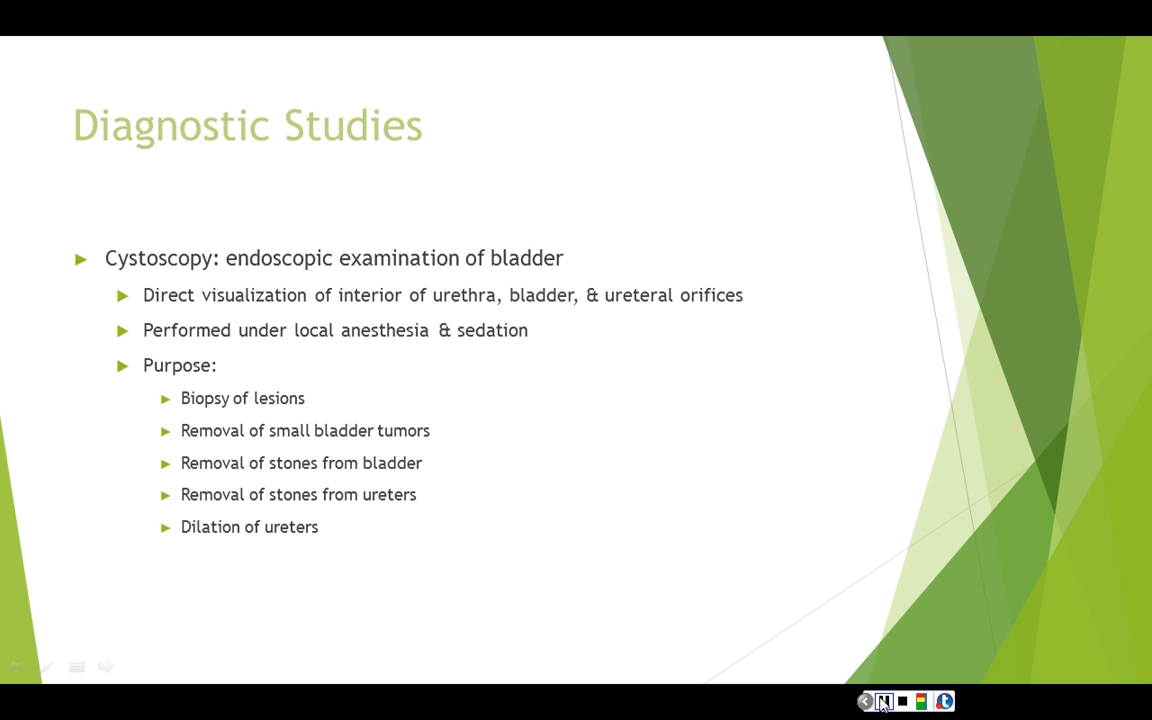 Diagnostic Studies
Cystoscopy: endoscopic examination of bladder
Direct visualization of interior of urethra, bladder, & ureteral orifices
Performed under local anesthesia & sedation
Purpose:
Biopsy of lesions
Removal of small bladder tumors
Removal of stones from bladder
Removal of stones from ureters
Dilation of ureters